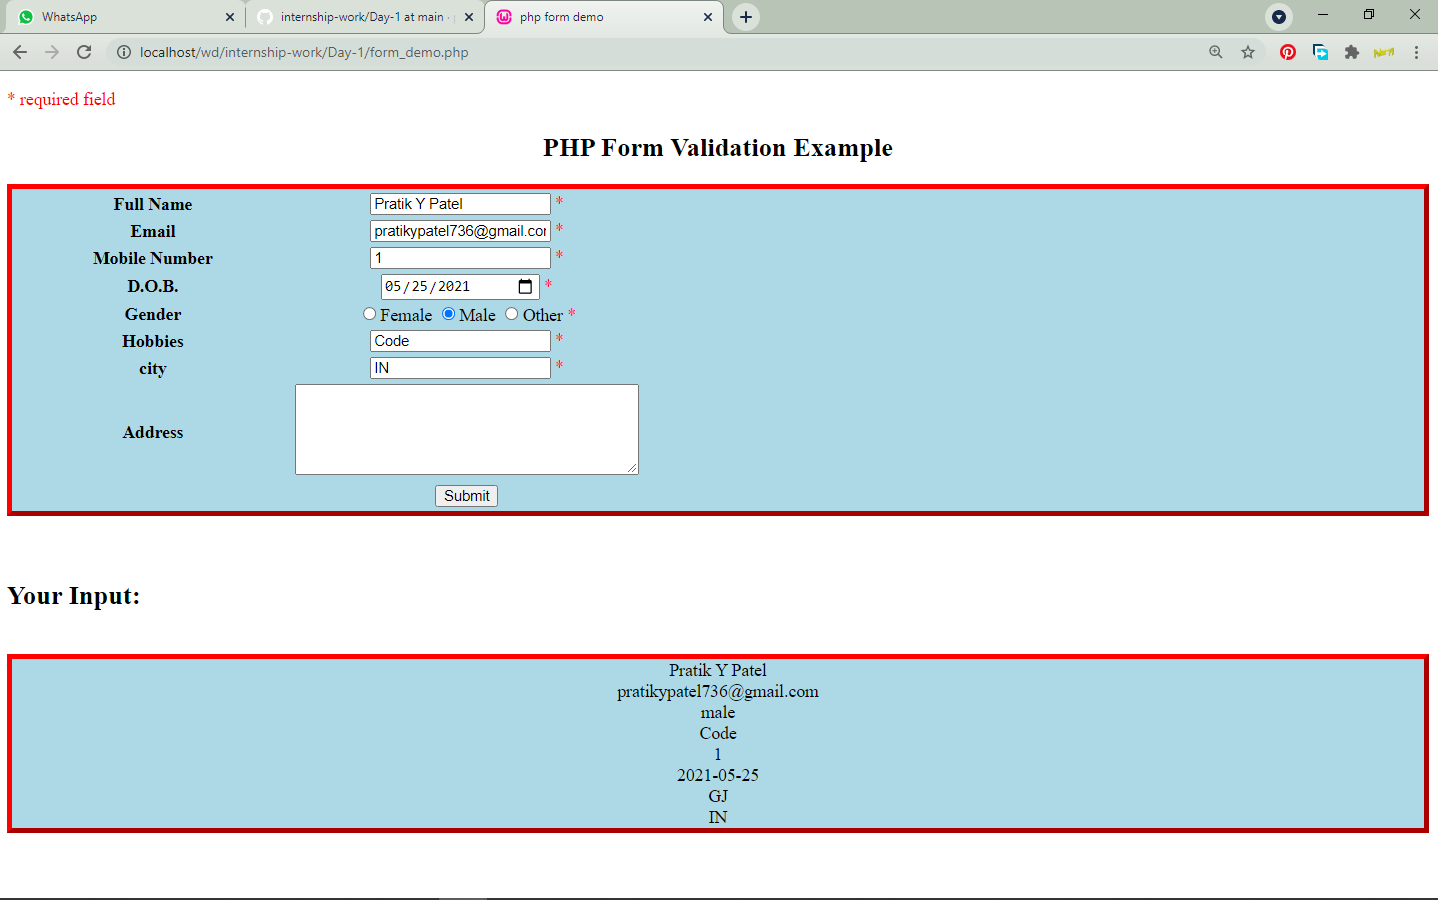 WhatsApp
internship-work/Day-1 at main ·
php form demo
localhost/wd/internship-work/Day-1/form_demo.php
* required field
PHP Form Validation Example
Full Name Pratik Y Patel *
Email pratikypatel736@gmail.com *
Mobile Number 1 *
D.O.B. 05/25/2021 *
Gender Female Male Other *
Hobbies Code *
city IN *
Address
Submit
Your Input:
Pratik Y Patel
pratikypatel736@gmail.com
male
Code
1
2021-05-25
GJ
IN